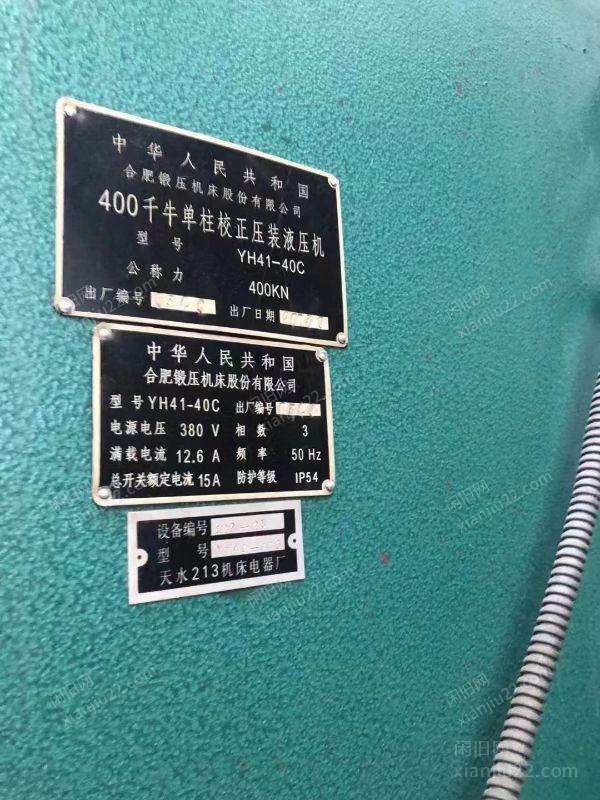 中华人民共和国
合肥锻压机床股份有限公司
400千牛单柱校正压装液压机
型号 YH41-40C
公称力 400KN
出厂编号 出厂日期
中华人民共和国
合肥锻压机床股份有限公司
型号 YH41-40C 出厂编号
电源电压 380 V 相数 3
满载电流 12.6 A 频率 50 Hz
总开关额定电流 15A 防护等级 IP54
设备编号
型号
天水213机床电器厂
闲旧网
xianjiu22.com